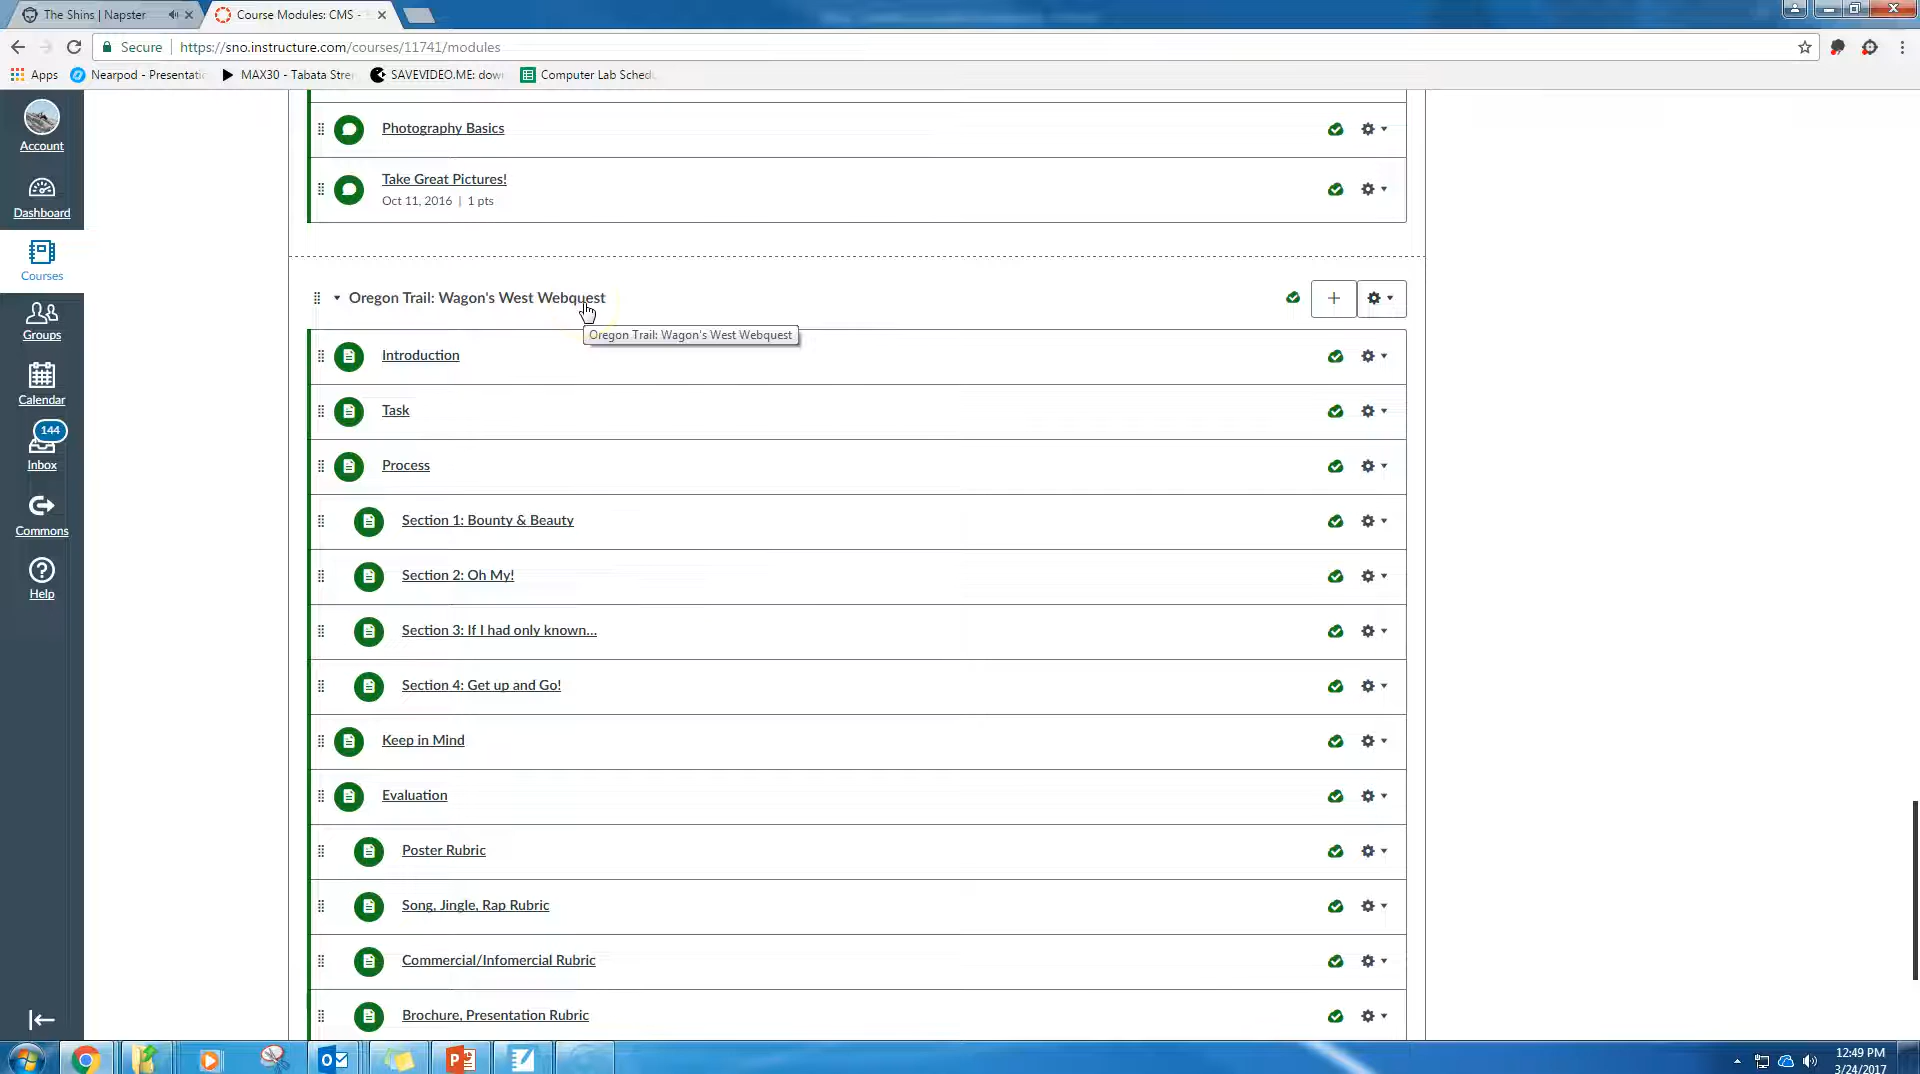 The Shins | Napster
Course Modules: CMS -
Secure
https://sno.instructure.com/courses/11741/modules
Apps
Nearpod - Presentatio
MAX30 - Tabata Stre
SAVEVIDEO.ME: dow
Computer Lab Sched
Account
Dashboard
Courses
Groups
Calendar
144
Inbox
Commons
Help
Photography Basics
Take Great Pictures!
Oct 11, 2016 | 1 pts
Oregon Trail: Wagon's West Webquest
Oregon Trail: Wagon's West Webquest
Introduction
Task
Process
Section 1: Bounty & Beauty
Section 2: Oh My!
Section 3: If I had only known...
Section 4: Get up and Go!
Keep in Mind
Evaluation
Poster Rubric
Song, Jingle, Rap Rubric
Commercial/Infomercial Rubric
Brochure, Presentation Rubric
12:49 PM
3/24/2017